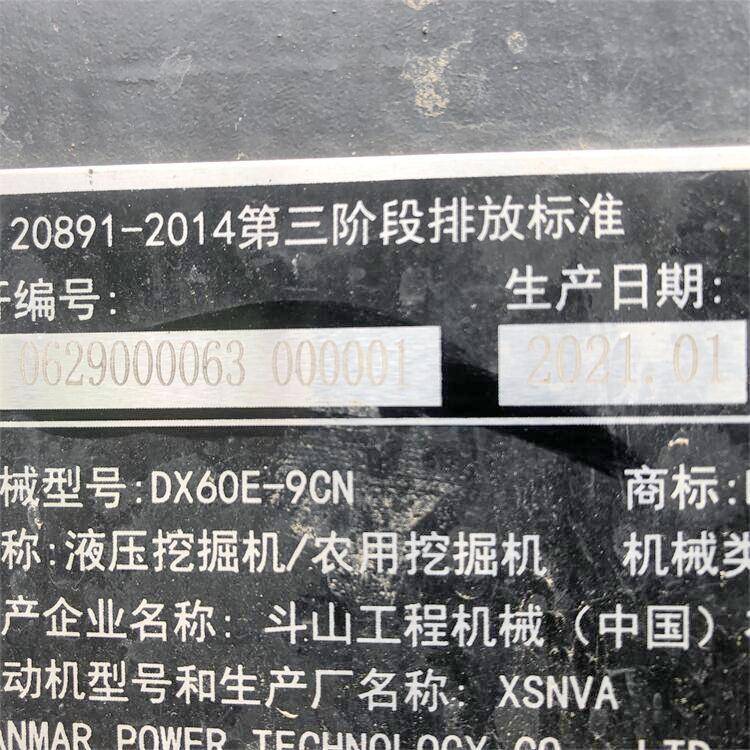 20891-2014第三阶段排放标准
编号: 生产日期:
0629000063 000001 2021.01
械型号:DX60E-9CN 商标:
称:液压挖掘机/农用挖掘机 机械类
产企业名称: 斗山工程机械(中国)
动机型号和生产厂名称: XSNVA
ANMAR POWER TECHNOLOGY CO., LTD